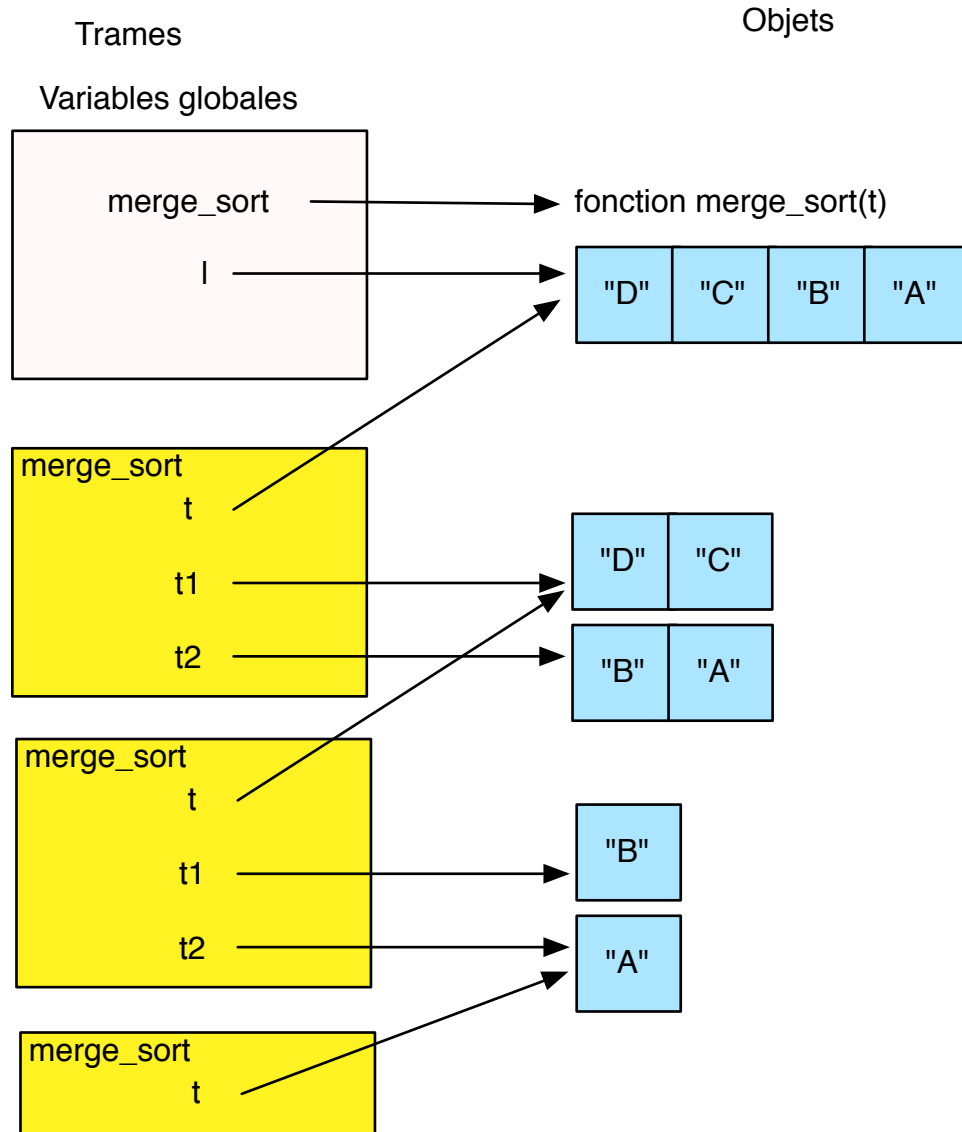 Trames
Objets
Variables globales
merge_sort
fonction merge_sort(t)
l
"D" "C" "B" "A"
merge_sort
t
t1
"D" "C"
t2
"B" "A"
merge_sort
t
t1
"B"
t2
"A"
merge_sort
t